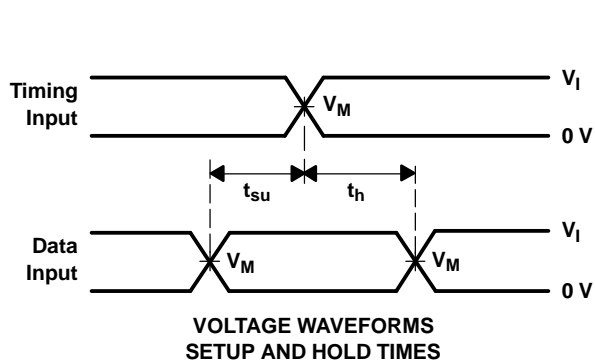 Timing
Input
V_M
V_I
0 V
t_su
t_h
Data
Input
V_M
V_M
V_I
0 V
VOLTAGE WAVEFORMS
SETUP AND HOLD TIMES